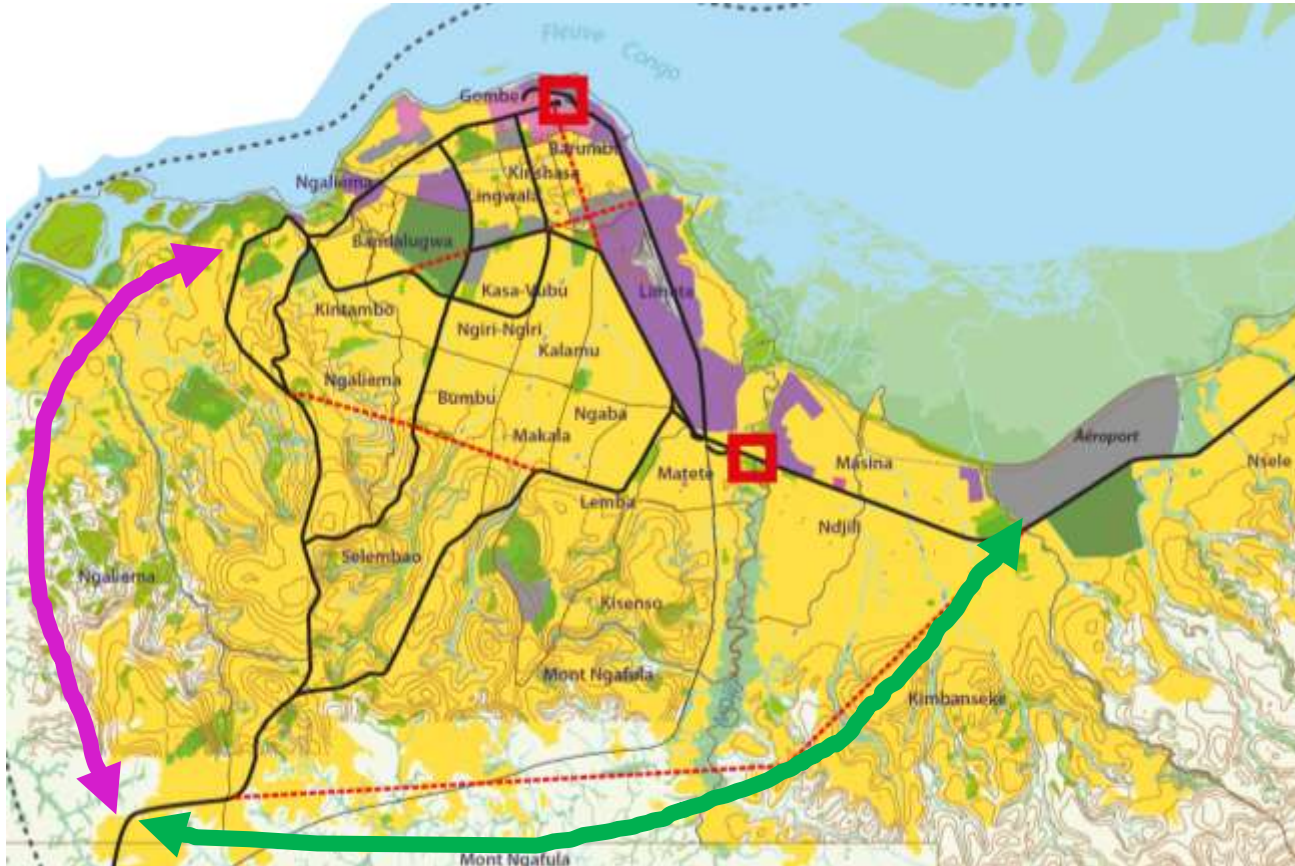 Fleuve Congo
Gombe
Barumbu
Kinshasa
Ngaliema
Lingwala
Bandalugwa
Kasa-Vubu
Limete
Kintambo
Ngiri-Ngiri
Kalamu
Ngaliema
Bumbu
Ngaba
Makala
Aéroport
Masina
Nsele
Matete
Lemba
Ndjili
Selembao
Ngaliema
Kisenso
Mont Ngafula
Kimbanseke
Mont Ngafula